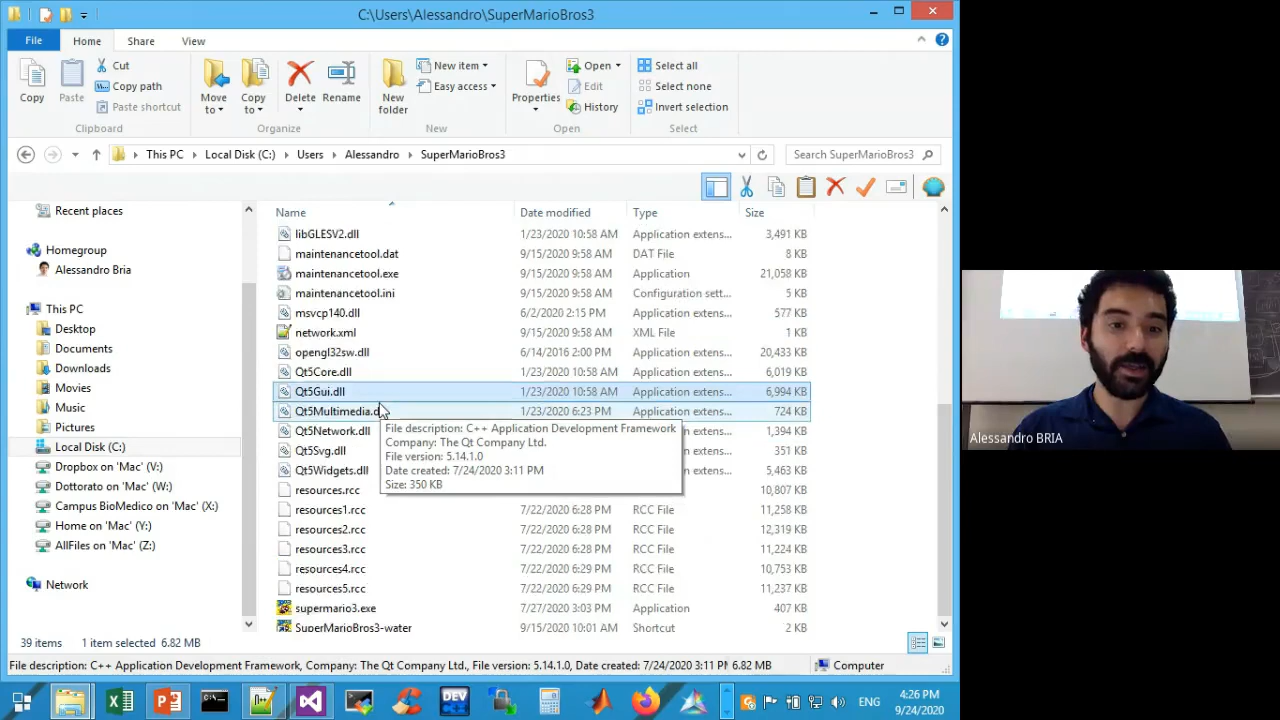 C:\Users\Alessandro\SuperMarioBros3
File Home Share View
Copy
Paste
Cut
Copy path
Paste shortcut
Clipboard
Move to
Copy to
Delete
Rename
Organize
New folder
New item
Easy access
New
Properties
Open
Edit
History
Open
Select all
Select none
Invert selection
Select
This PC Local Disk (C:) Users Alessandro SuperMarioBros3
Search SuperMarioBros3
Recent places
Homegroup
Alessandro Bria
This PC
Desktop
Documents
Downloads
Movies
Music
Pictures
Local Disk (C:)
Dropbox on 'Mac' (V:)
Dottorato on 'Mac' (W:)
Campus BioMedico on 'Mac' (X:)
Home on 'Mac' (Y:)
AllFiles on 'Mac' (Z:)
Network
Name Date modified Type Size
libGLESV2.dll 1/23/2020 10:58 AM Application extens... 3,491 KB
maintenancetool.dat 9/15/2020 9:58 AM DAT File 8 KB
maintenancetool.exe 9/15/2020 9:58 AM Application 21,058 KB
maintenancetool.ini 9/15/2020 9:58 AM Configuration sett... 5 KB
msvcp140.dll 6/2/2020 2:15 PM Application extens... 577 KB
network.xml 9/15/2020 9:58 AM XML File 1 KB
opengl32sw.dll 6/14/2016 2:00 PM Application extens... 20,433 KB
Qt5Core.dll 1/23/2020 10:58 AM Application extens... 6,019 KB
Qt5Gui.dll 1/23/2020 10:58 AM Application extens... 6,994 KB
Qt5Multimedia.d 1/23/2020 6:23 PM Application extens... 724 KB
Qt5Network.dll 1,394 KB
Qt5Svg.dll 351 KB
Qt5Widgets.dll 5,463 KB
resources.rcc 10,807 KB
resources1.rcc 7/22/2020 6:28 PM RCC File 11,258 KB
resources2.rcc 7/22/2020 6:28 PM RCC File 12,319 KB
resources3.rcc 7/22/2020 6:28 PM RCC File 11,224 KB
resources4.rcc 7/22/2020 6:29 PM RCC File 10,753 KB
resources5.rcc 7/22/2020 6:29 PM RCC File 11,237 KB
supermario3.exe 7/27/2020 3:03 PM Application 407 KB
SuperMarioBros3-water 9/15/2020 10:01 AM Shortcut 2 KB
File description: C++ Application Development Framework
Company: The Qt Company Ltd.
File version: 5.14.1.0
Date created: 7/24/2020 3:11 PM
Size: 350 KB
39 items 1 item selected 6.82 MB
File description: C++ Application Development Framework, Company: The Qt Company Ltd., File version: 5.14.1.0, Date created: 7/24/2020 3:11 PM 6.82 MB Computer
DEV
ENG
4:26 PM
9/24/2020
Alessandro BRIA